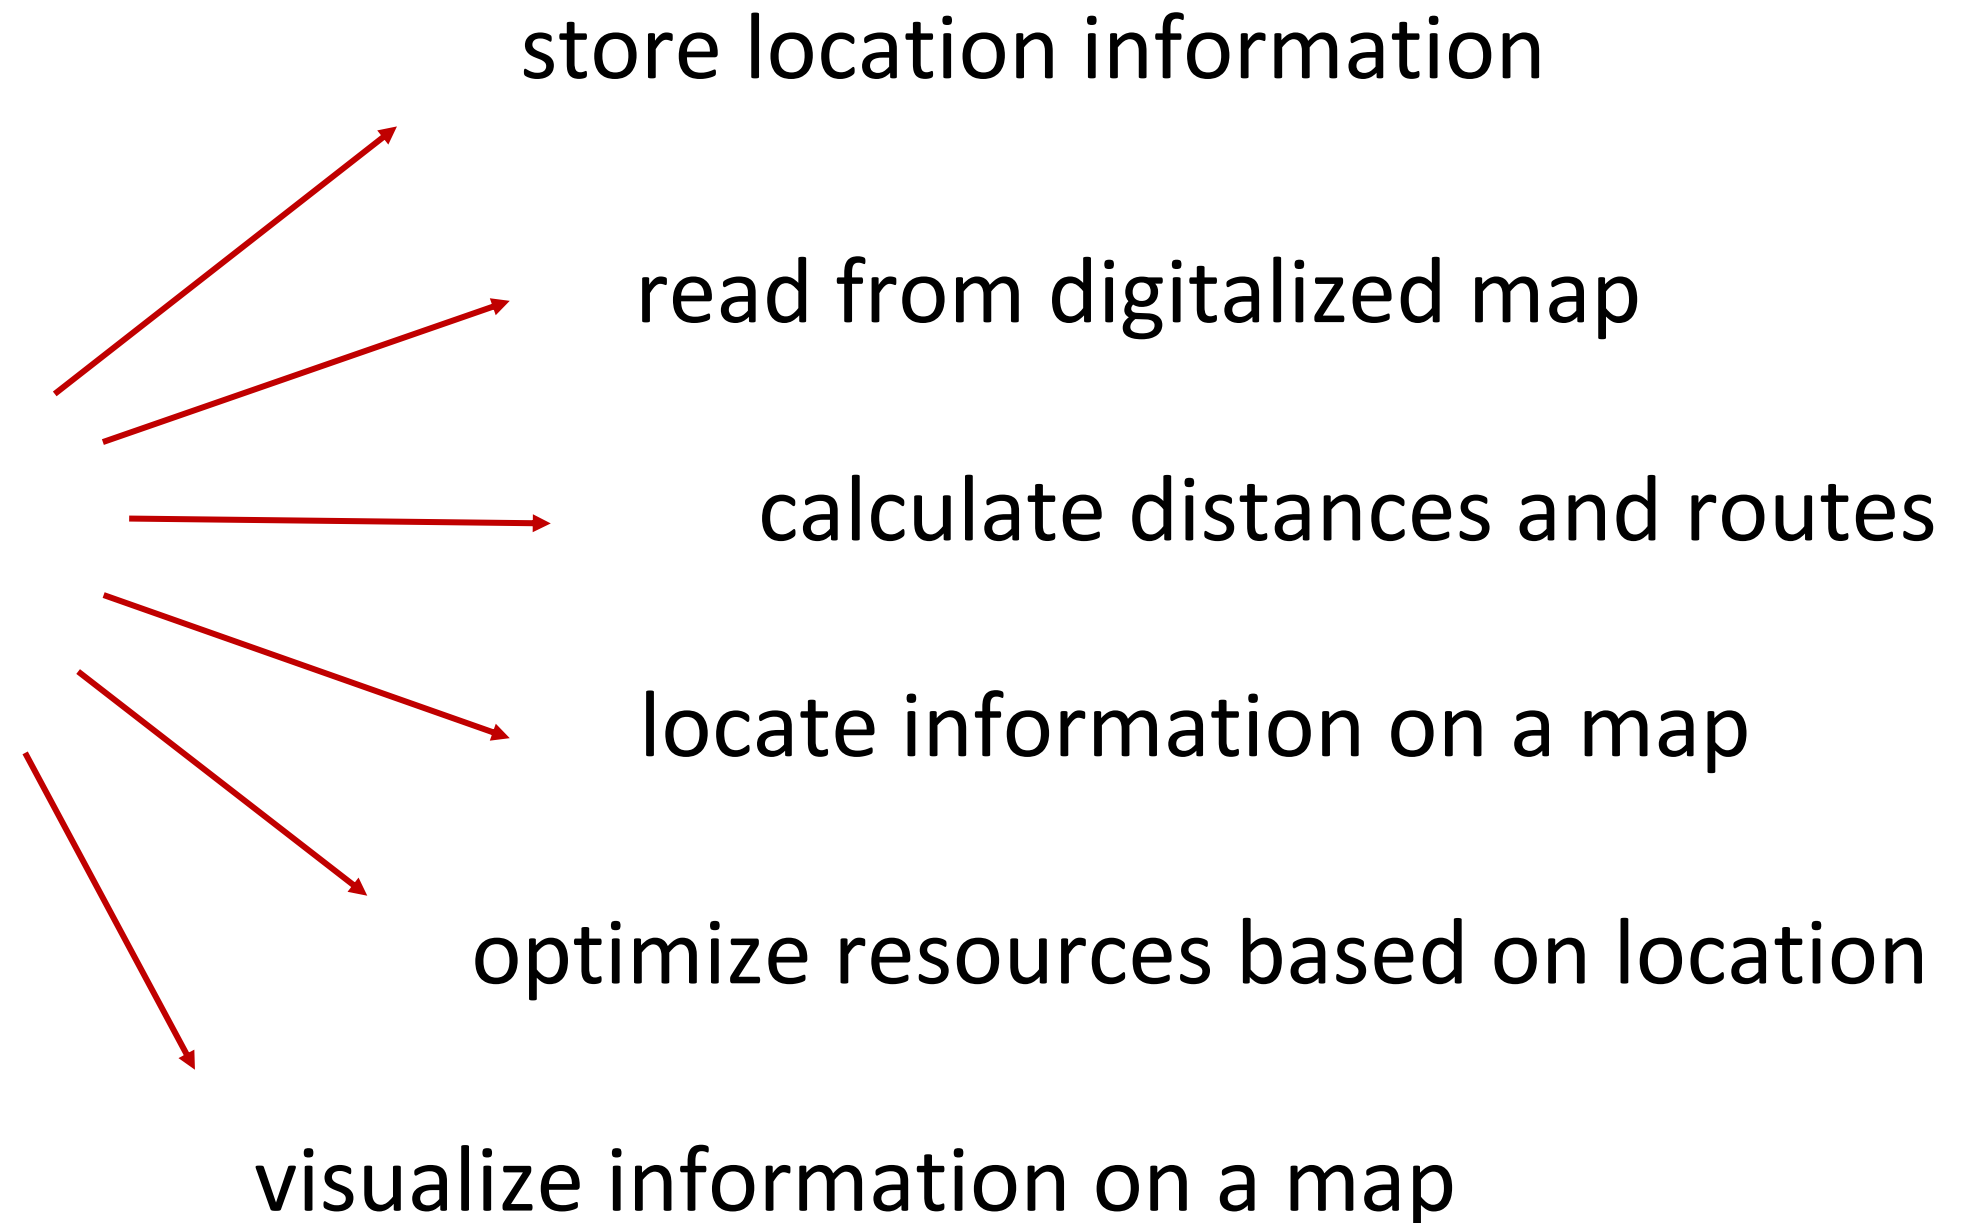 store location information
read from digitalized map
calculate distances and routes
locate information on a map
optimize resources based on location
visualize information on a map